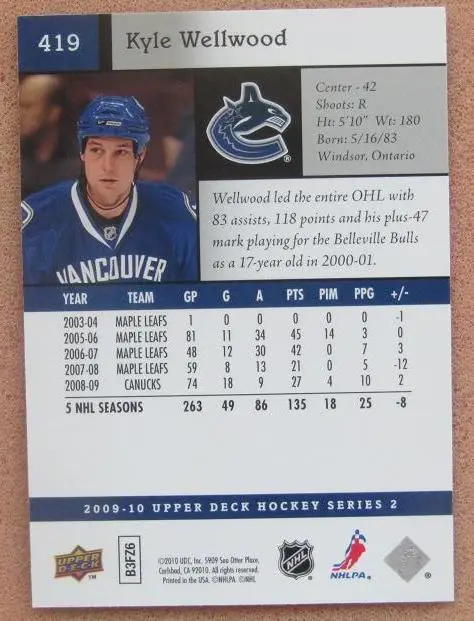 419
Kyle Wellwood
Center - 42
Shoots: R
Ht: 5'10" Wt: 180
Born: 5/16/83
Windsor, Ontario
®
Wellwood led the entire OHL with
83 assists, 118 points and his plus-47
mark playing for the Belleville Bulls
as a 17-year old in 2000-01.
VANCOUVER
YEAR TEAM GP G A PTS PIM PPG +/-
2003-04 MAPLE LEAFS 1 0 0 0 0 0 -1
2005-06 MAPLE LEAFS 81 11 34 45 14 3 0
2006-07 MAPLE LEAFS 48 12 30 42 0 7 3
2007-08 MAPLE LEAFS 59 8 13 21 0 5 -12
2008-09 CANUCKS 74 18 9 27 4 10 2
5 NHL SEASONS 263 49 86 135 18 25 -8
2009-10 UPPER DECK HOCKEY SERIES 2
UPPER DECK ™
B3FZ6
©2010 UDC, Inc. 5909 Sea Otter Place,
Carlsbad, CA 92010. All rights reserved.
Printed in the USA. ©NHLPA. ©NHL
NHL
NHLPA.
®